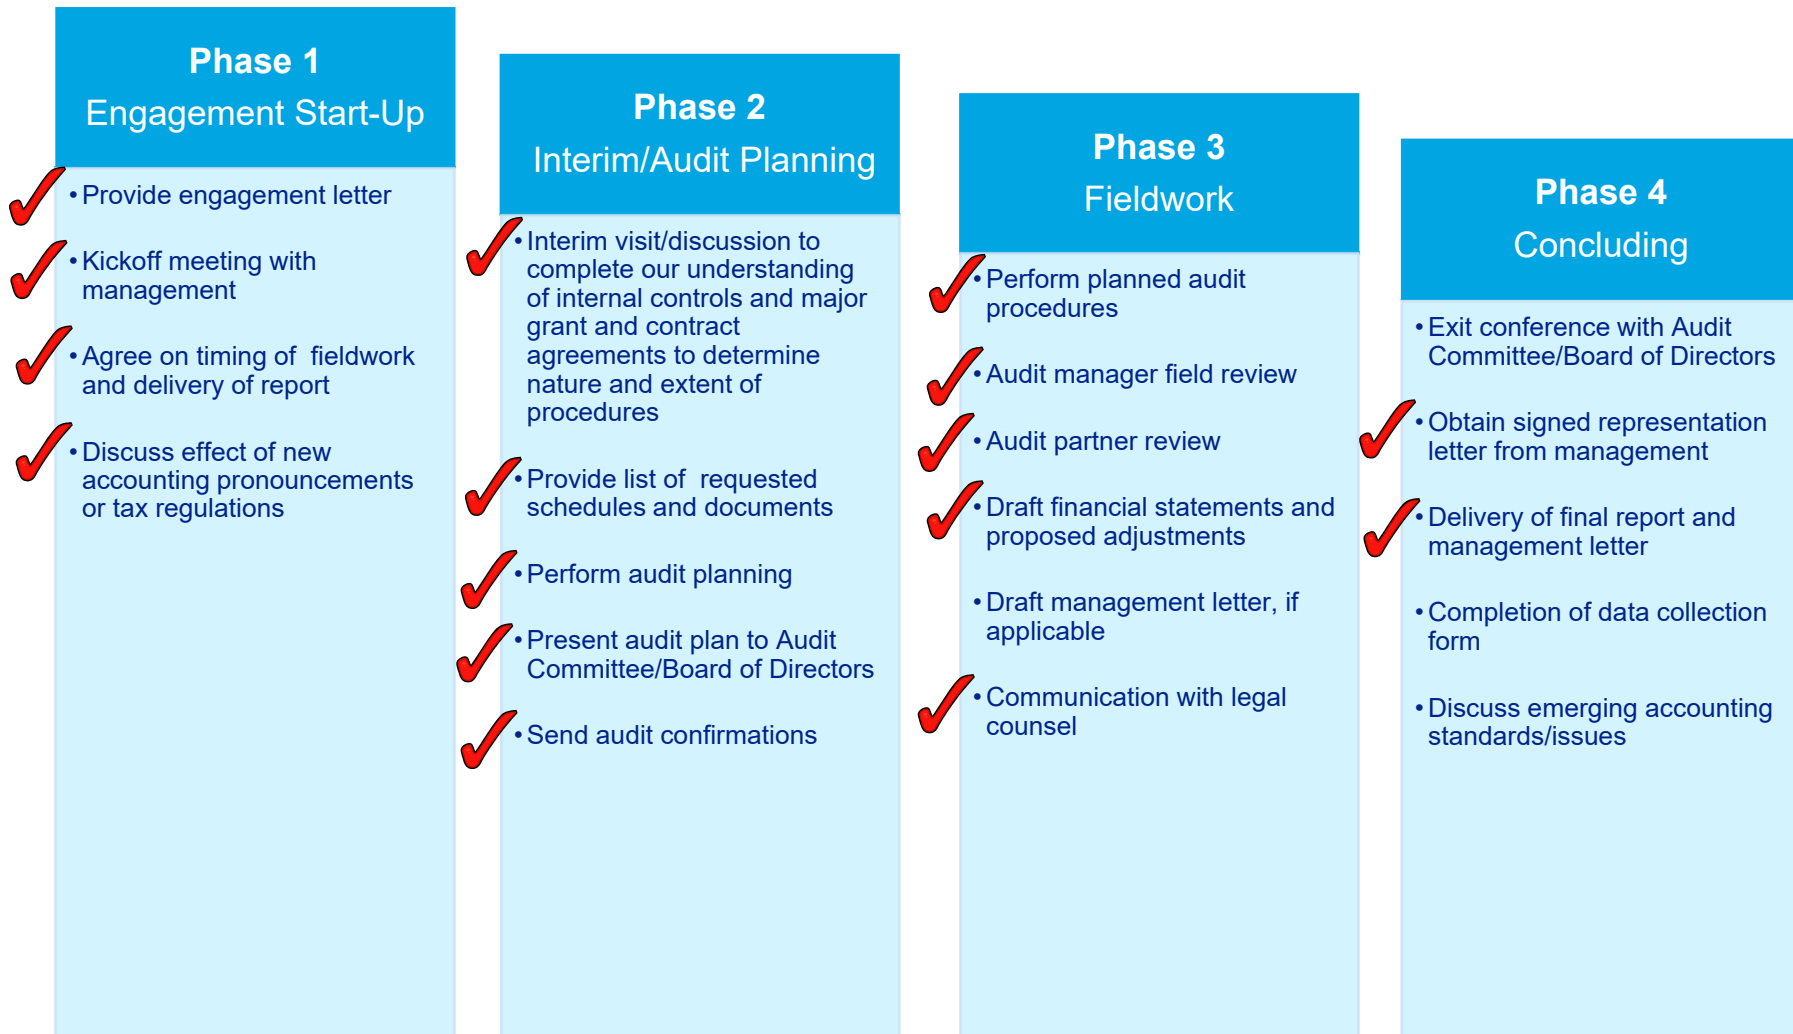 Phase 1
Engagement Start-Up
• Provide engagement letter
• Kickoff meeting with
management
• Agree on timing of  fieldwork
and delivery of report
• Discuss effect of new
accounting pronouncements
or tax regulations
Phase 2
Interim/Audit Planning
• Interim visit/discussion to
complete our understanding
of internal controls and major
grant and contract
agreements to determine
nature and extent of
procedures
• Provide list of  requested
schedules and documents
• Perform audit planning
• Present audit plan to Audit
Committee/Board of Directors
• Send audit confirmations
Phase 3
Fieldwork
• Perform planned audit
procedures
• Audit manager field review
• Audit partner review
• Draft financial statements and
proposed adjustments
• Draft management letter, if
applicable
• Communication with legal
counsel
Phase 4
Concluding
• Exit conference with Audit
Committee/Board of Directors
• Obtain signed representation
letter from management
• Delivery of final report and
management letter
• Completion of data collection
form
• Discuss emerging accounting
standards/issues